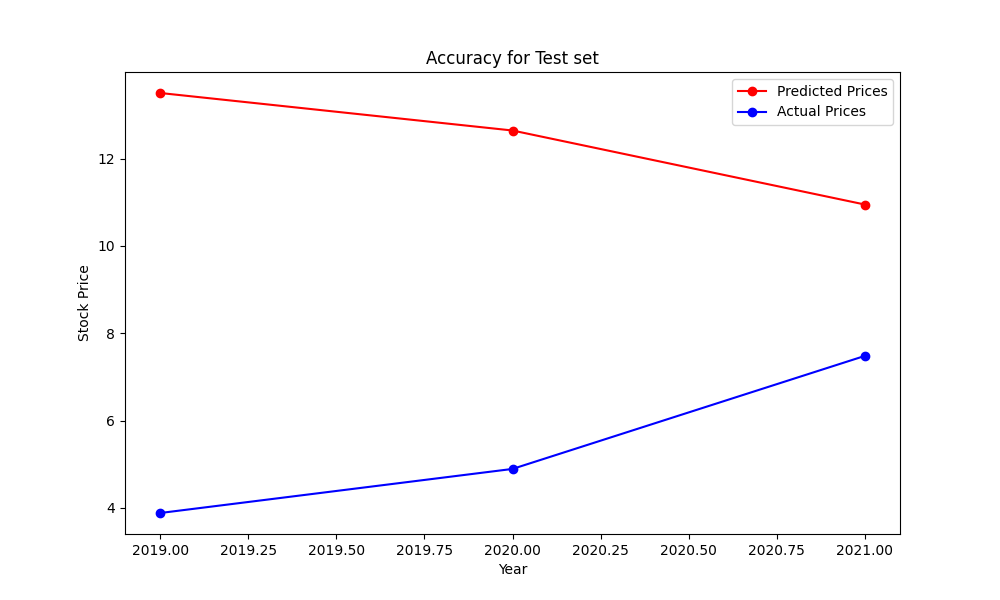 Accuracy for Test set
Predicted Prices
Actual Prices
12
10
8
6
4
Stock Price
2019.00 2019.25 2019.50 2019.75 2020.00 2020.25 2020.50 2020.75 2021.00
Year